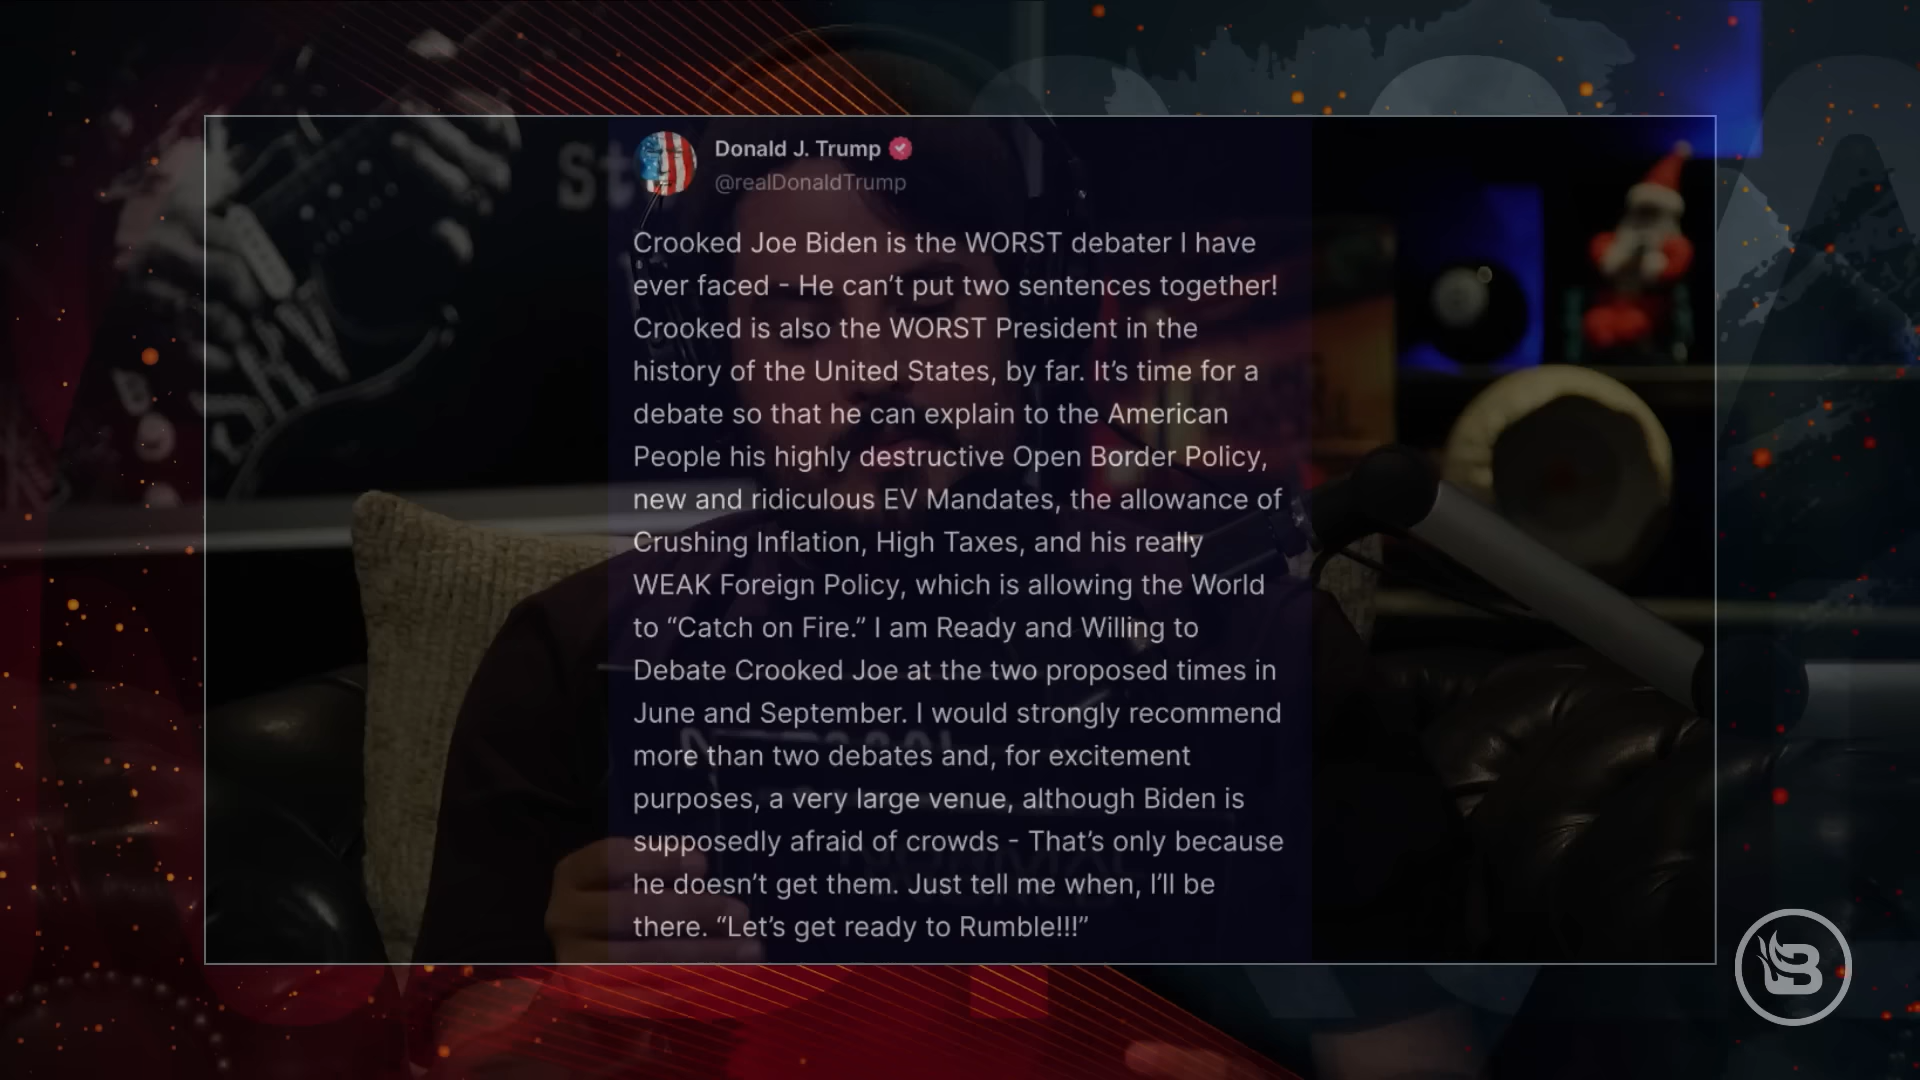 St
Donald J. Trump
@realDonaldTrump
Crooked Joe Biden is the WORST debater I have
ever faced - He can’t put two sentences together!
Crooked is also the WORST President in the
history of the United States, by far. It’s time for a
debate so that he can explain to the American
People his highly destructive Open Border Policy,
new and ridiculous EV Mandates, the allowance of
Crushing Inflation, High Taxes, and his really
WEAK Foreign Policy, which is allowing the World
to “Catch on Fire.” I am Ready and Willing to
Debate Crooked Joe at the two proposed times in
June and September. I would strongly recommend
more than two debates and, for excitement
purposes, a very large venue, although Biden is
supposedly afraid of crowds - That’s only because
he doesn’t get them. Just tell me when, I’ll be
there. “Let’s get ready to Rumble!!!”
B